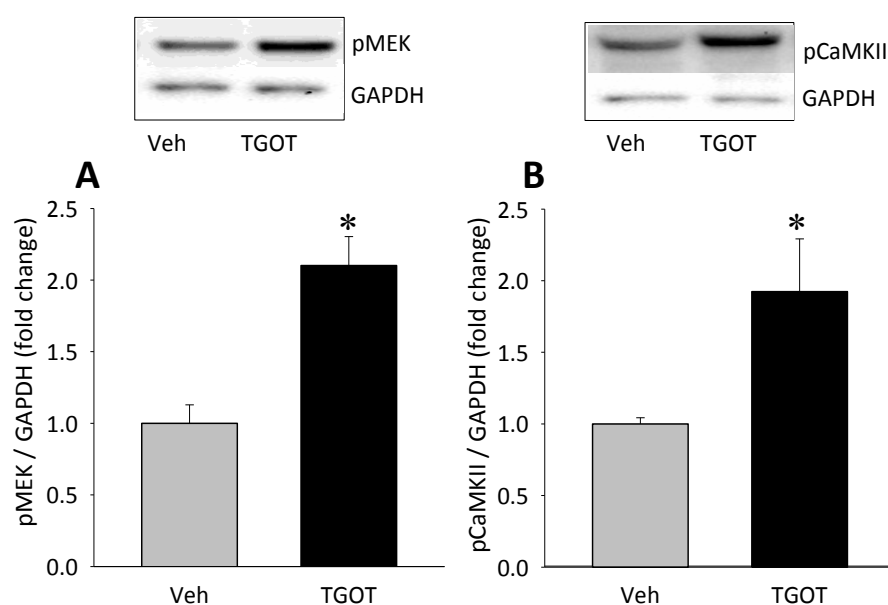 pMEK
GAPDH
Veh TGOT
A
pMEK / GAPDH (fold change)
2.5
2.0
1.5
1.0
0.5
0.0
*
Veh TGOT
pCaMKII
GAPDH
Veh TGOT
B
pCaMKII / GAPDH (fold change)
2.5
2.0
1.5
1.0
0.5
0.0
*
Veh TGOT